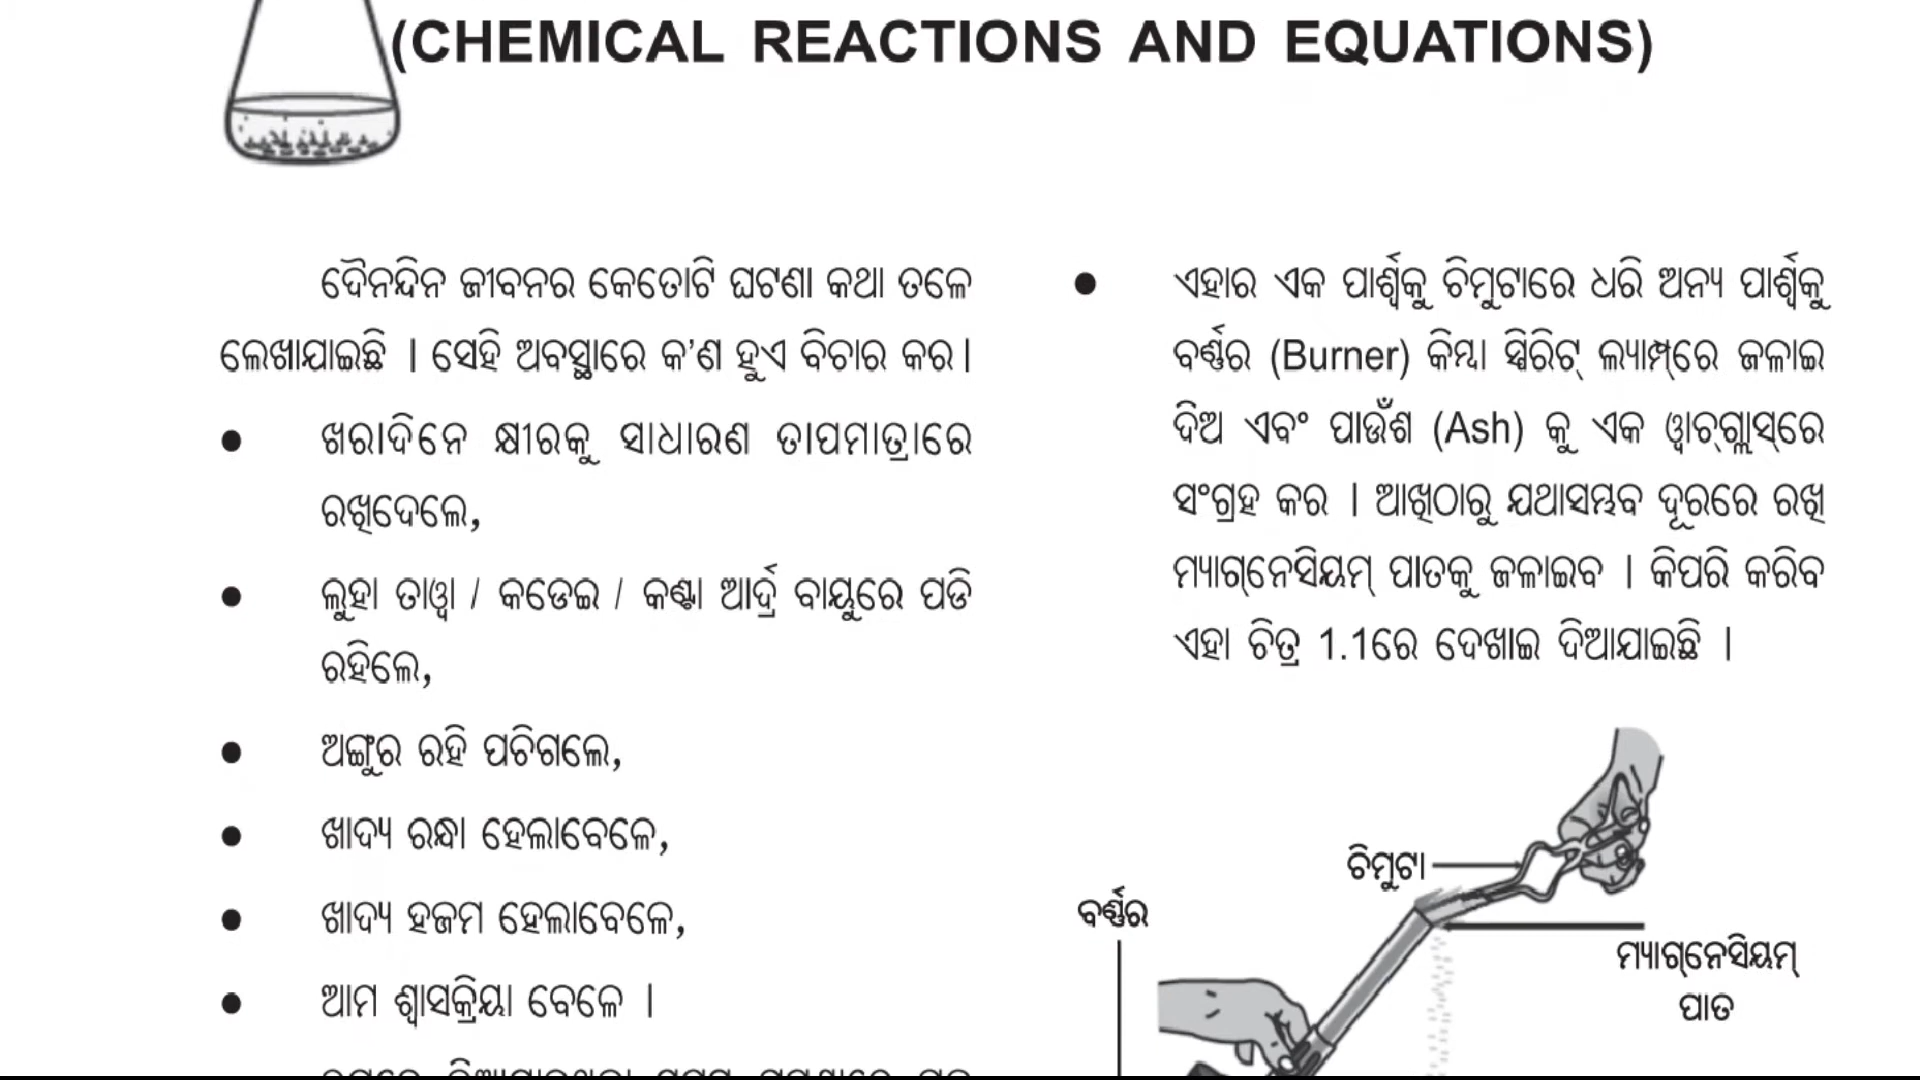 (CHEMICAL REACTIONS AND EQUATIONS)
ଦୈନନ୍ଦିନ ଜୀବନର କେତୋଟି ଘଟଣା କଥା ତଳେ
ଲେଖାଯାଇଛି । ସେହି ଅବସ୍ଥାରେ କ’ଣ ହୁଏ ବିଚାର କର।
● ଖରାଦିନେ କ୍ଷୀରକୁ ସାଧାରଣ ତାପମାତ୍ରାରେ
ରଖିଦେଲେ,
● ଲୁହା ତାୱା / କଡେଇ / କଣ୍ଟା ଆର୍ଦ୍ର ବାୟୁରେ ପଡି
ରହିଲେ,
● ଅଙ୍ଗୁର ରହି ପଚିଗଲେ,
● ଖାଦ୍ୟ ରନ୍ଧା ହେଲାବେଳେ,
● ଖାଦ୍ୟ ହଜମ ହେଲାବେଳେ,
● ଆମ ଶ୍ୱାସକ୍ରିୟା ବେଳେ ।
● ଏହାର ଏକ ପାର୍ଶ୍ୱକୁ ଚିମୁଟାରେ ଧରି ଅନ୍ୟ ପାର୍ଶ୍ୱକୁ
ବର୍ଣ୍ଣର (Burner) କିମ୍ବା ସ୍ପିରିଟ୍ ଲ୍ୟାମ୍ପ୍‌ରେ ଜଳାଇ
ଦିଅ ଏବଂ ପାଉଁଶ (Ash) କୁ ଏକ ୱାଚ୍‌ଗ୍ଲାସ୍‌ରେ
ସଂଗ୍ରହ କର । ଆଖିଠାରୁ ଯଥାସମ୍ଭବ ଦୂରରେ ରଖି
ମ୍ୟାଗ୍‌ନେସିୟମ୍ ପାତକୁ ଜଳାଇବ । କିପରି କରିବ
ଏହା ଚିତ୍ର 1.1ରେ ଦେଖାଇ ଦିଆଯାଇଛି ।
ଚିମୁଟା
ବର୍ଣ୍ଣର
ମ୍ୟାଗ୍‌ନେସିୟମ୍
ପାତ